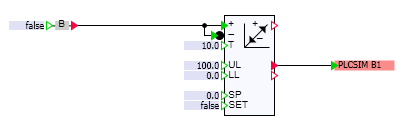 false B
+
−
10.0 T
100.0 UL PLCSIM B1
0.0 LL
0.0 SP
false SET